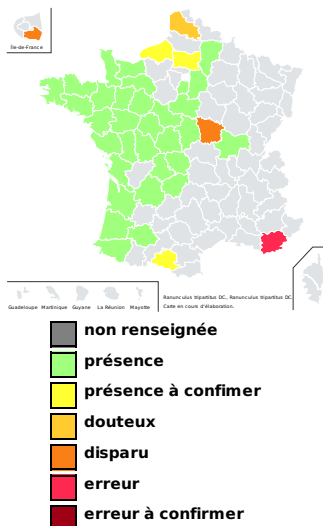 Île-de-France
Guadeloupe Martinique Guyane La Réunion Mayotte
Ranunculus tripartitus DC., Ranunculus tripartitus DC.
Carte en cours d'élaboration.
non renseignée
présence
présence à confimer
douteux
disparu
erreur
erreur à confirmer